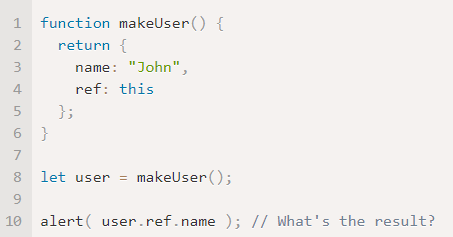 1 function makeUser() {
2   return {
3     name: "John",
4     ref: this
5   };
6 }
7
8 let user = makeUser();
9
10 alert( user.ref.name ); // What's the result?